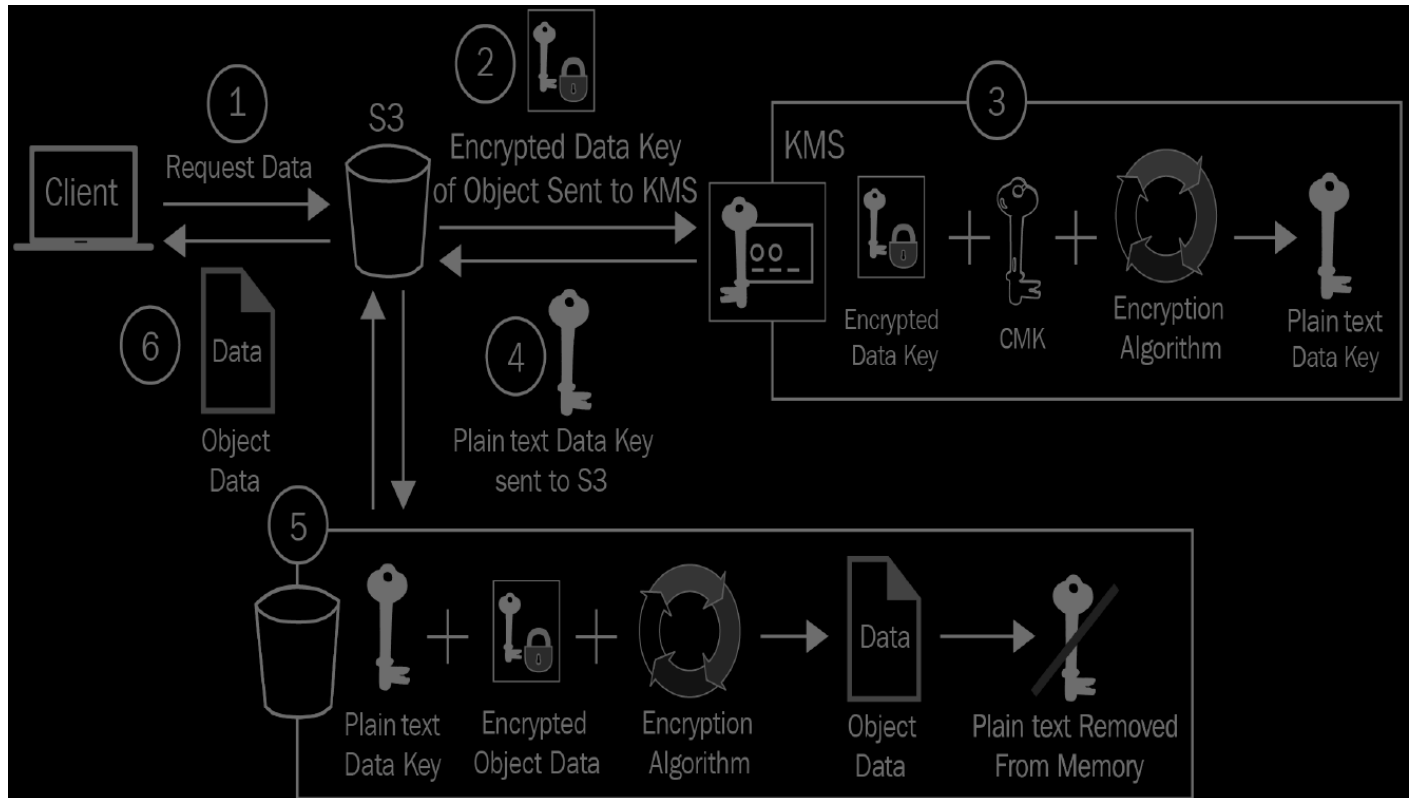 1
Request Data
Client
S3
2
Encrypted Data Key
of Object Sent to KMS
3
KMS
Encrypted
Data Key
CMK
Encryption
Algorithm
Plain text
Data Key
4
Plain text Data Key
sent to S3
6
Data
Object
Data
5
Plain text
Data Key
Encrypted
Object Data
Encryption
Algorithm
Data
Object
Data
Plain text Removed
From Memory